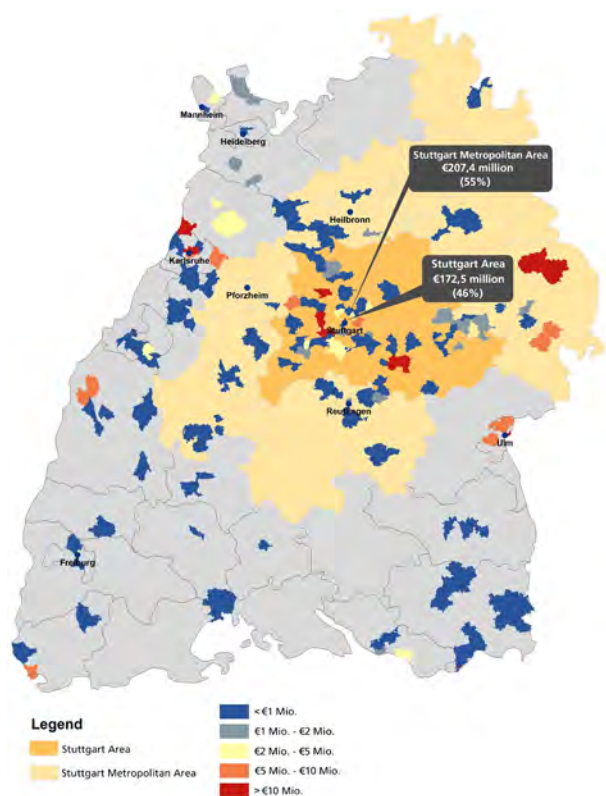 Mannheim
Heidelberg
Stuttgart Metropolitan Area
€207,4 million
(55%)
Heilbronn
Karlsruhe
Stuttgart Area
€172,5 million
(46%)
Pforzheim
Stuttgart
Reutlingen
Ulm
Freiburg
Legend
Stuttgart Area
Stuttgart Metropolitan Area
<€1 Mio.
€1 Mio. - €2 Mio.
€2 Mio. - €5 Mio.
€5 Mio. - €10 Mio.
>€10 Mio.